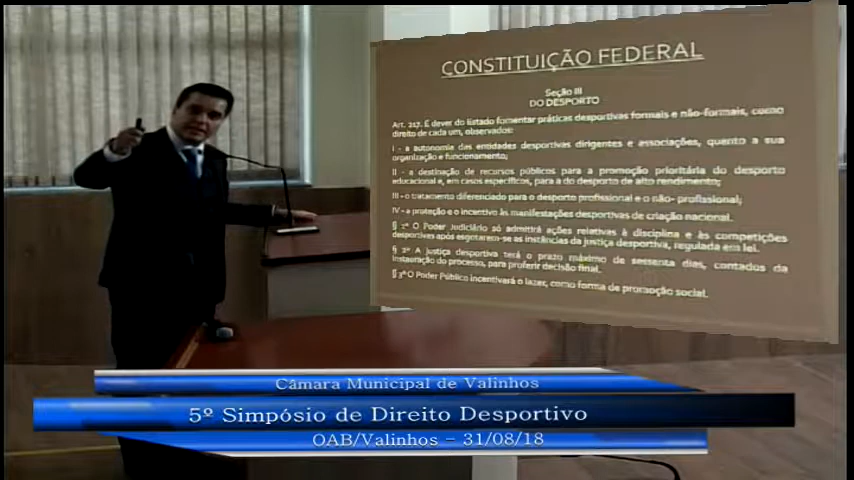 CONSTITUIÇÃO FEDERAL
Seção III
DO DESPORTO
Art. 217. É dever do Estado fomentar práticas desportivas formais e não-formais, como
direito de cada um, observados:
I - a autonomia das entidades desportivas dirigentes e associações, quanto a sua
organização e funcionamento;
II - a destinação de recursos públicos para a promoção prioritária do desporto
educacional e, em casos específicos, para a do desporto de alto rendimento;
III - o tratamento diferenciado para o desporto profissional e o não- profissional;
IV - a proteção e o incentivo às manifestações desportivas de criação nacional.
§ 1º O Poder Judiciário só admitirá ações relativas à disciplina e às competições
desportivas após esgotarem-se as instâncias da justiça desportiva, regulada em lei.
§ 2º A justiça desportiva terá o prazo máximo de sessenta dias, contados da
instauração do processo, para proferir decisão final.
§ 3º O Poder Público incentivará o lazer, como forma de promoção social.
Câmara Municipal de Valinhos
5º Simpósio de Direito Desportivo
OAB/Valinhos - 31/08/18